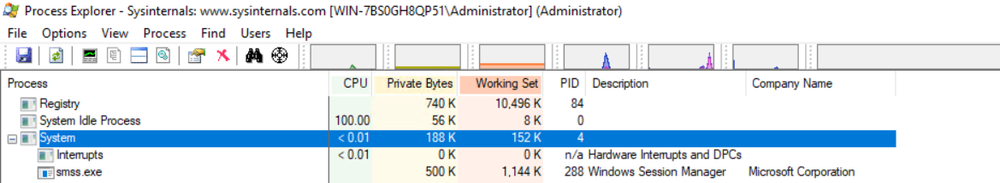 Process Explorer - Sysinternals: www.sysinternals.com [WIN-7BS0GH8QP51\Administrator] (Administrator)
File Options View Process Find Users Help
Process CPU Private Bytes Working Set PID Description Company Name
Registry 740 K 10,496 K 84
System Idle Process 100.00 56 K 8 K 0
System < 0.01 188 K 152 K 4
Interrupts < 0.01 0 K 0 K n/a Hardware Interrupts and DPCs
smss.exe 500 K 1,144 K 288 Windows Session Manager Microsoft Corporation